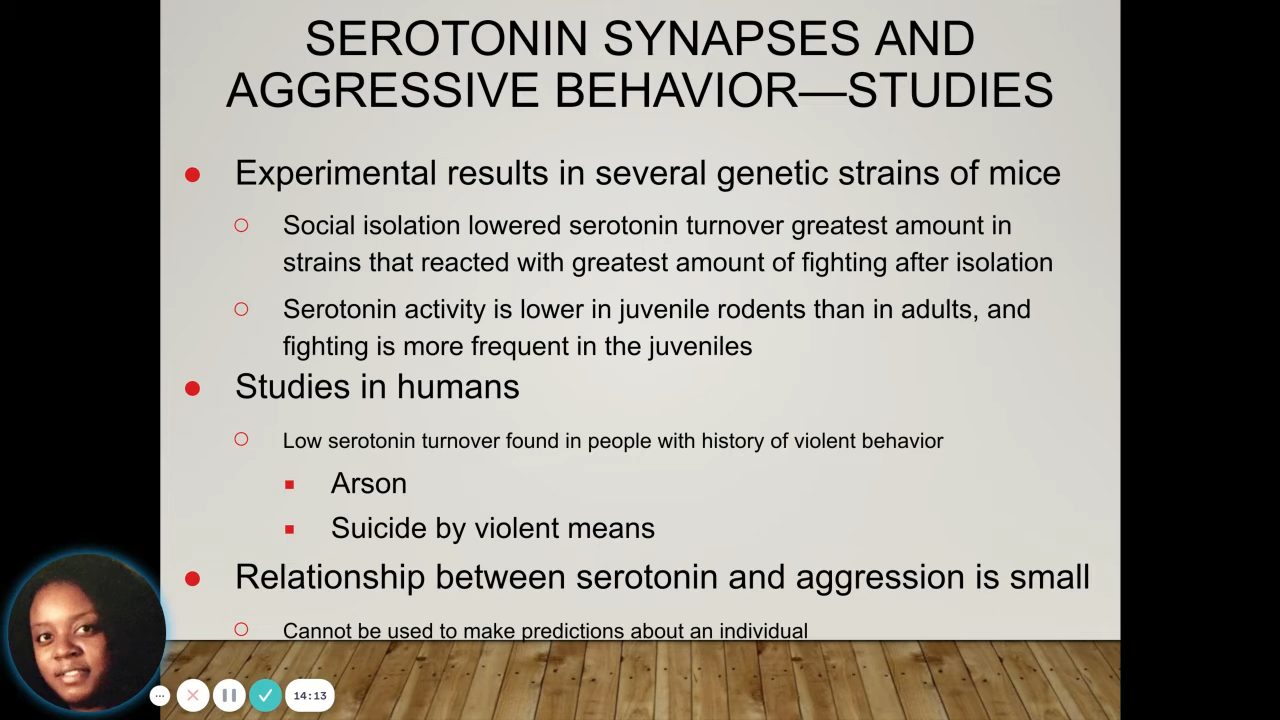 SEROTONIN SYNAPSES AND
AGGRESSIVE BEHAVIOR—STUDIES
Experimental results in several genetic strains of mice
Social isolation lowered serotonin turnover greatest amount in
strains that reacted with greatest amount of fighting after isolation
Serotonin activity is lower in juvenile rodents than in adults, and
fighting is more frequent in the juveniles
Studies in humans
Low serotonin turnover found in people with history of violent behavior
Arson
Suicide by violent means
Relationship between serotonin and aggression is small
Cannot be used to make predictions about an individual
14:13